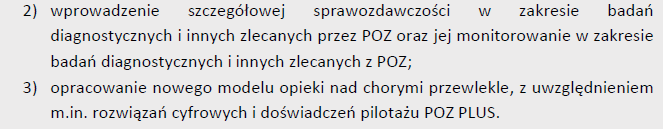 2) wprowadzenie szczegółowej sprawozdawczości w zakresie badań
diagnostycznych i innych zlecanych przez POZ oraz jej monitorowanie w zakresie
badań diagnostycznych i innych zlecanych z POZ;
3) opracowanie nowego modelu opieki nad chorymi przewlekle, z uwzględnieniem
m.in. rozwiązań cyfrowych i doświadczeń pilotażu POZ PLUS.